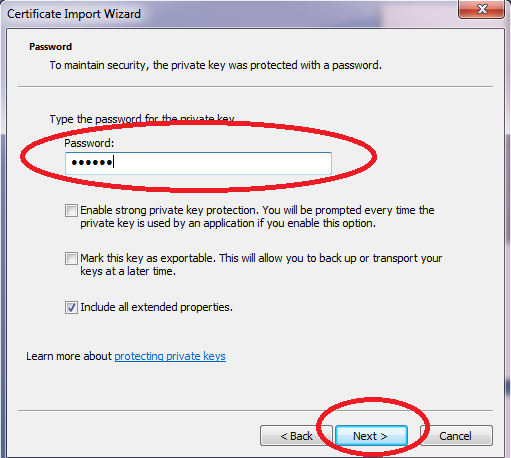 Certificate Import Wizard
Password
To maintain security, the private key was protected with a password.
Type the password for the private key.
Password:
••••••
Enable strong private key protection. You will be prompted every time the
private key is used by an application if you enable this option.
Mark this key as exportable. This will allow you to back up or transport your
keys at a later time.
Include all extended properties.
Learn more about protecting private keys
< Back Next > Cancel